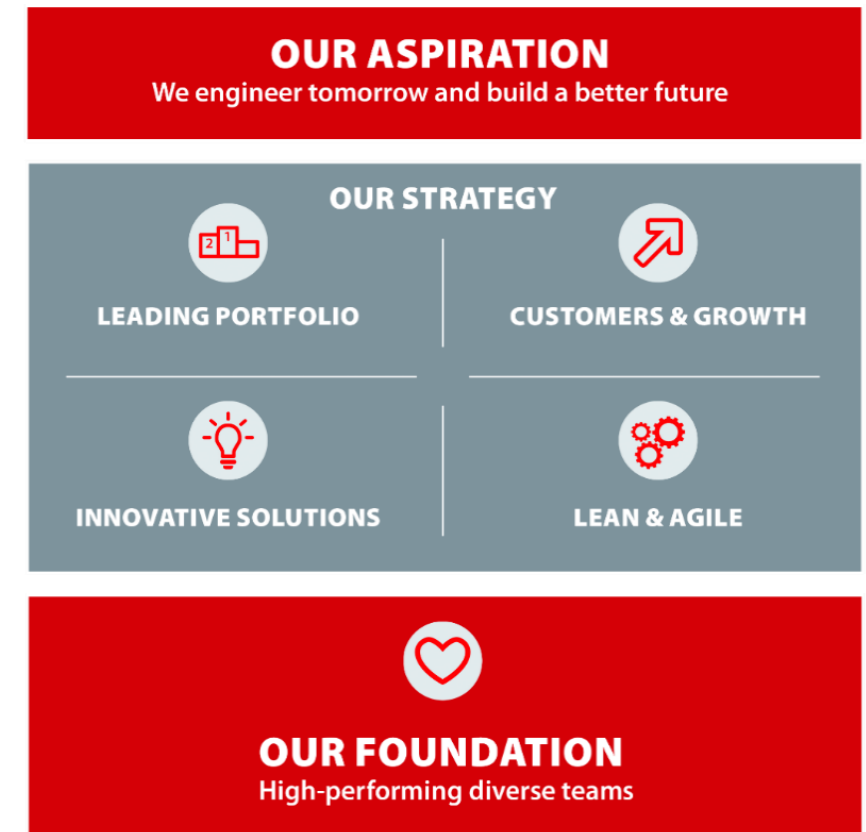 OUR ASPIRATION
We engineer tomorrow and build a better future
OUR STRATEGY
2 1
LEADING PORTFOLIO
CUSTOMERS & GROWTH
INNOVATIVE SOLUTIONS
LEAN & AGILE
OUR FOUNDATION
High-performing diverse teams